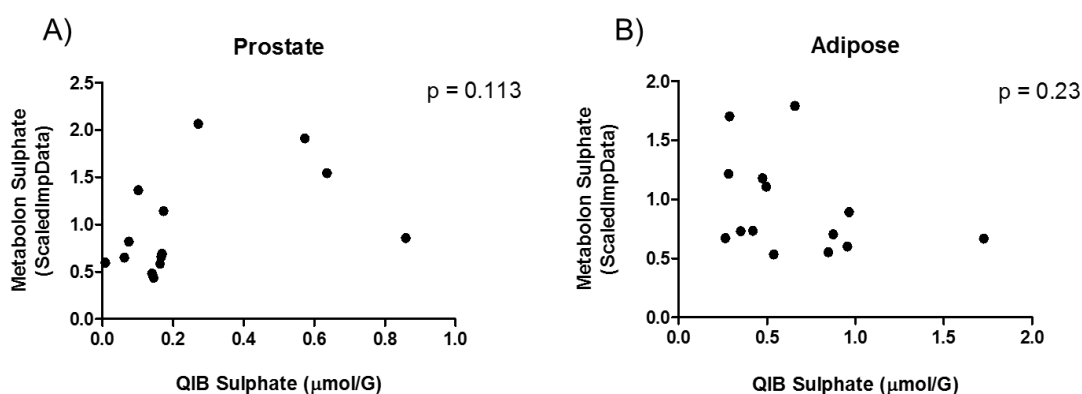 A)
Prostate
p = 0.113
Metabolon Sulphate
(ScaledImpData)
2.5
2.0
1.5
1.0
0.5
0.0
0.0 0.2 0.4 0.6 0.8 1.0
QIB Sulphate (μmol/G)
B)
Adipose
p = 0.23
Metabolon Sulphate
(ScaledImpData)
2.0
1.5
1.0
0.5
0.0
0.0 0.5 1.0 1.5 2.0
QIB Sulphate (μmol/G)